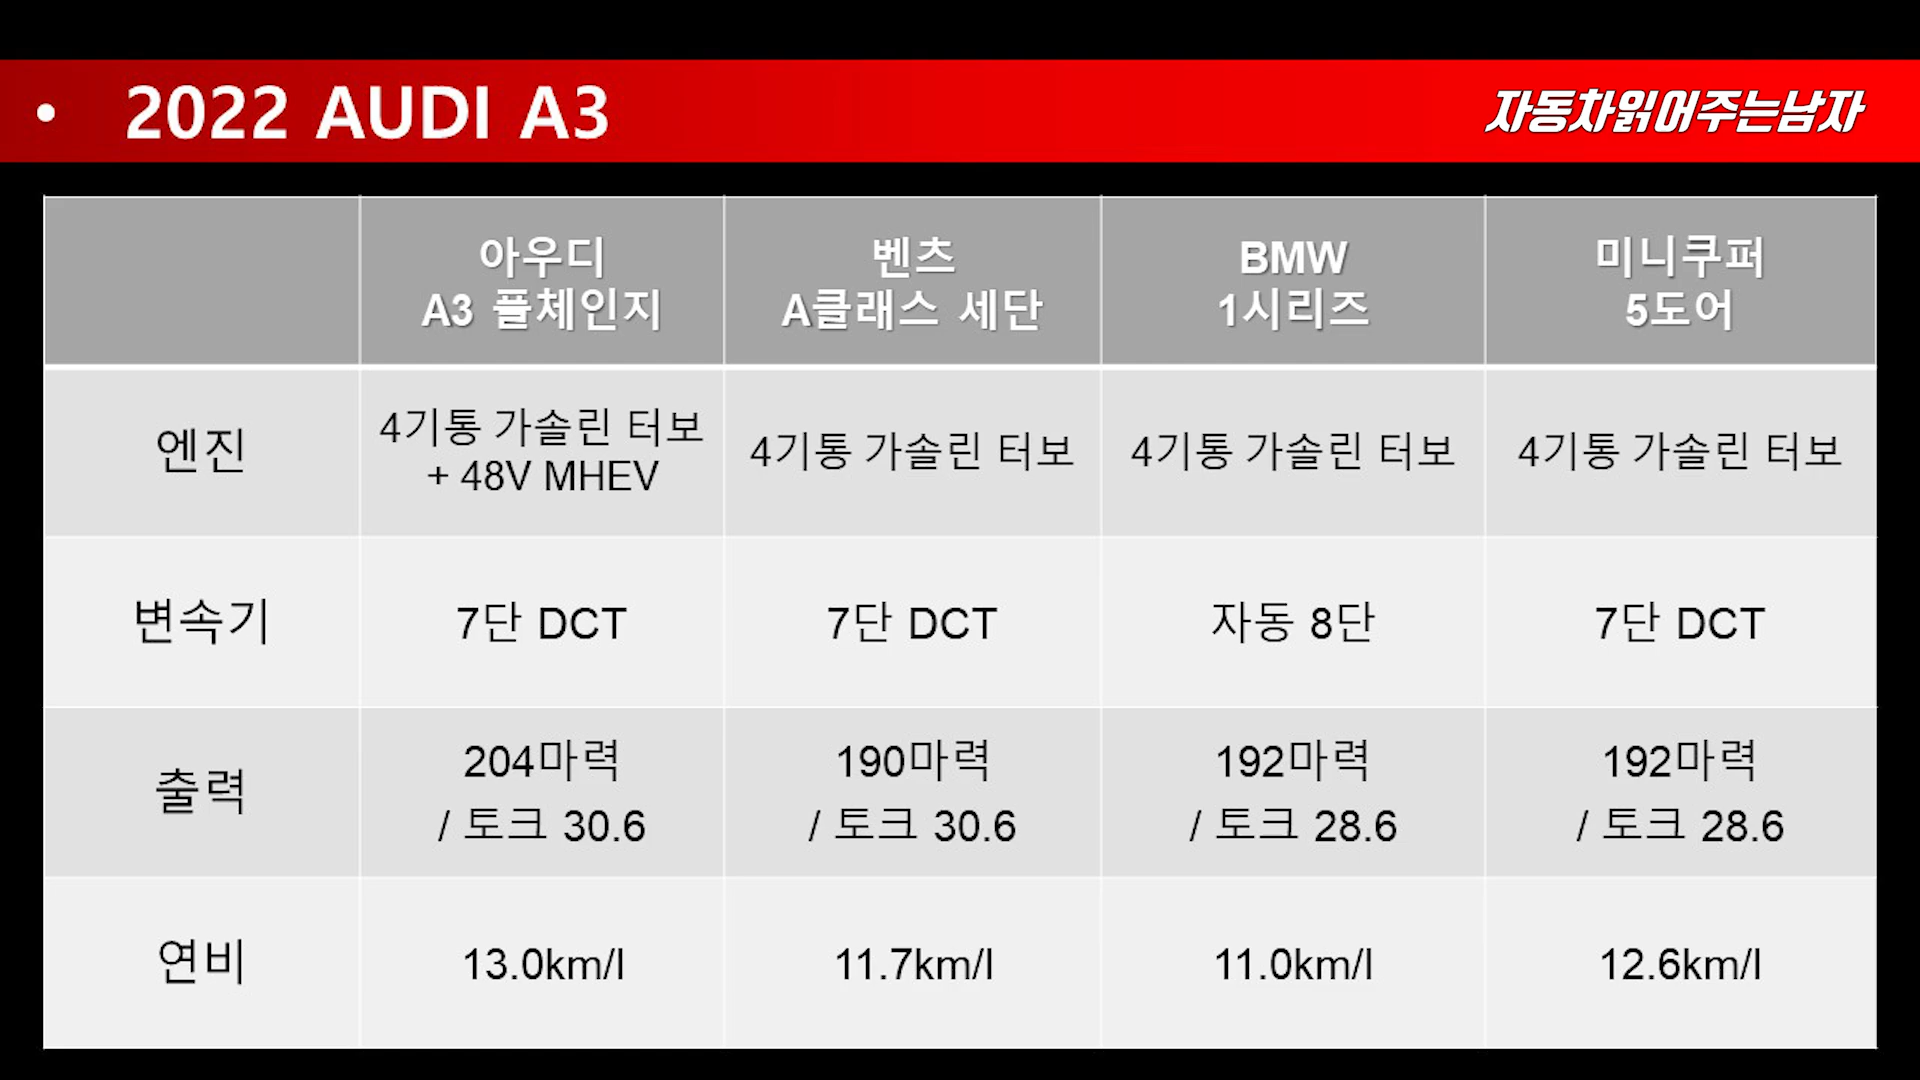 • 2022 AUDI A3
자동차읽어주는남자
아우디
A3 풀체인지
벤츠
A클래스 세단
BMW
1시리즈
미니쿠퍼
5도어
엔진
4기통 가솔린 터보
+ 48V MHEV
4기통 가솔린 터보
4기통 가솔린 터보
4기통 가솔린 터보
변속기
7단 DCT
7단 DCT
자동 8단
7단 DCT
출력
204마력
/ 토크 30.6
190마력
/ 토크 30.6
192마력
/ 토크 28.6
192마력
/ 토크 28.6
연비
13.0km/l
11.7km/l
11.0km/l
12.6km/l